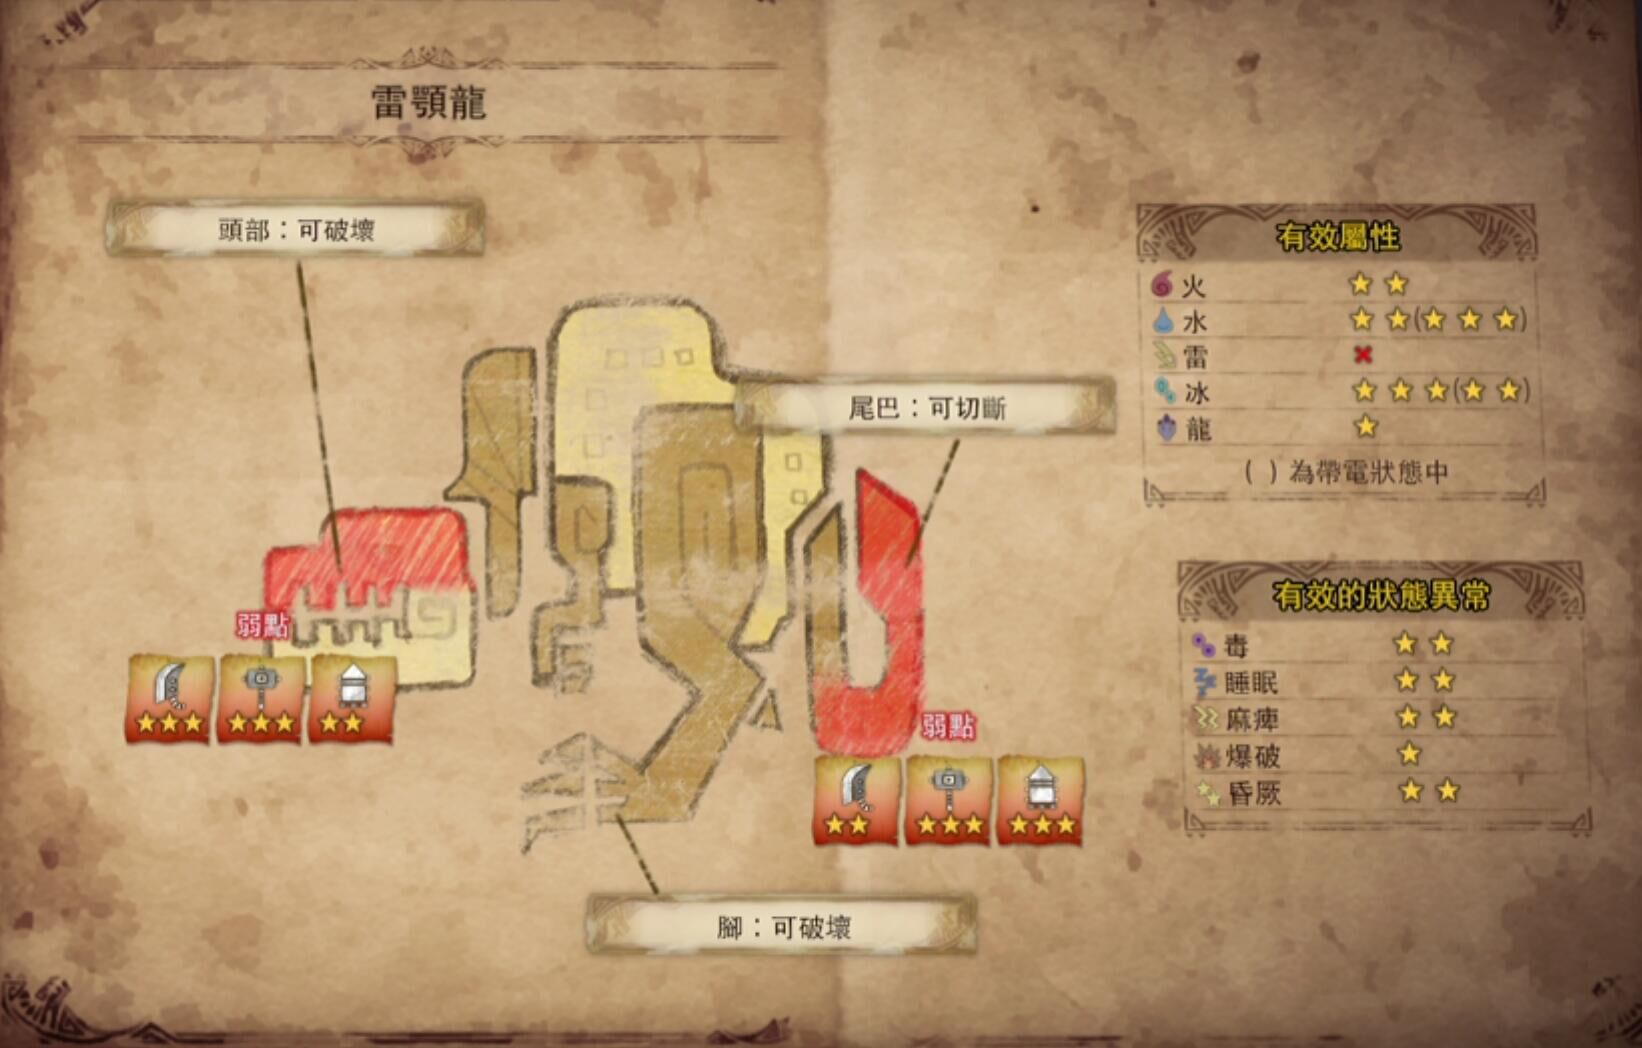 雷顎龍
頭部：可破壞
尾巴：可切斷
弱點
弱點
腳：可破壞
有效屬性
火
水
雷
冰
龍
( ) 為帶電狀態中
有效的狀態異常
毒
睡眠
麻痺
爆破
昏厥